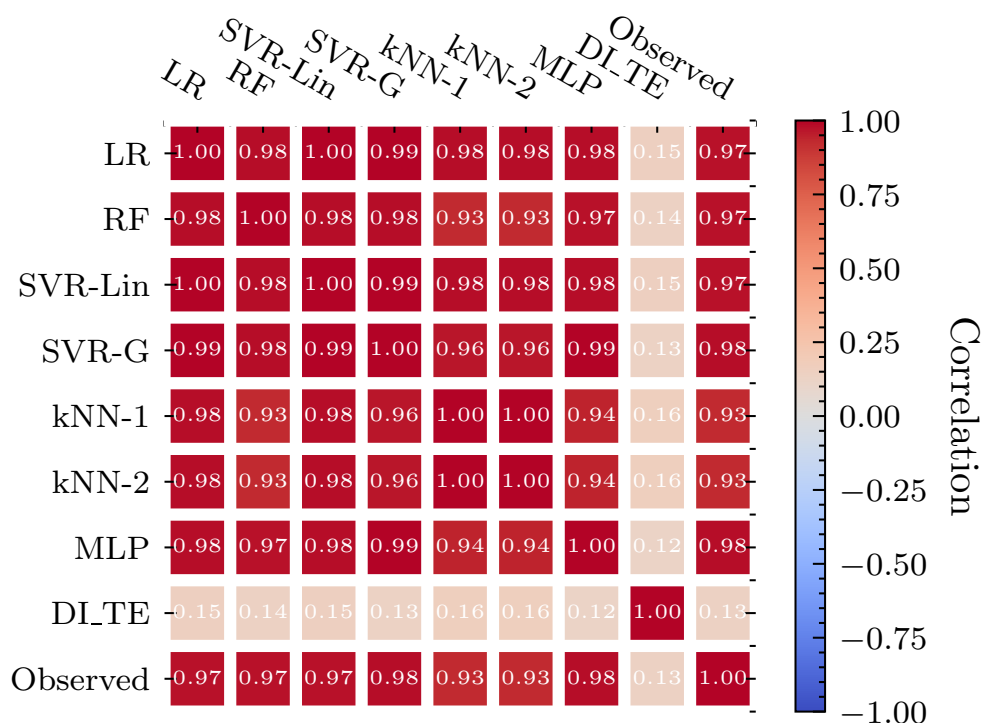 LR RF SVR-Lin SVR-G kNN-1 kNN-2 MLP DI_TE Observed
LR 1.00 0.98 1.00 0.99 0.98 0.98 0.98 0.15 0.97
RF 0.98 1.00 0.98 0.98 0.93 0.93 0.97 0.14 0.97
SVR-Lin 1.00 0.98 1.00 0.99 0.98 0.98 0.98 0.15 0.97
SVR-G 0.99 0.98 0.99 1.00 0.96 0.96 0.99 0.13 0.98
kNN-1 0.98 0.93 0.98 0.96 1.00 1.00 0.94 0.16 0.93
kNN-2 0.98 0.93 0.98 0.96 1.00 1.00 0.94 0.16 0.93
MLP 0.98 0.97 0.98 0.99 0.94 0.94 1.00 0.12 0.98
DI_TE 0.15 0.14 0.15 0.13 0.16 0.16 0.12 1.00 0.13
Observed 0.97 0.97 0.97 0.98 0.93 0.93 0.98 0.13 1.00
1.00
0.75
0.50
0.25
0.00
−0.25
−0.50
−0.75
−1.00
Correlation